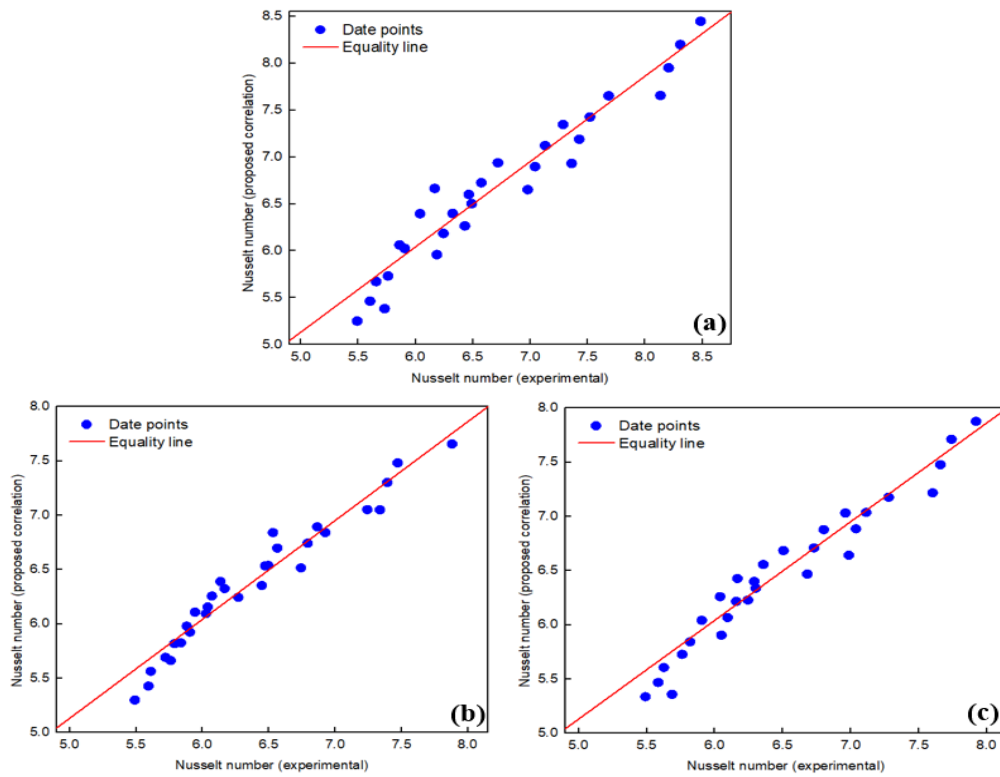 (a)
Date points
Equality line
8.5
8.0
7.5
7.0
6.5
6.0
5.5
5.0
Nusselt number (proposed correlation)
5.0 5.5 6.0 6.5 7.0 7.5 8.0 8.5
Nusselt number (experimental)
(b)
Date points
Equality line
8.0
7.5
7.0
6.5
6.0
5.5
5.0
Nusselt number (proposed correlation)
5.0 5.5 6.0 6.5 7.0 7.5 8.0
Nusselt number (experimental)
(c)
Date points
Equality line
8.0
7.5
7.0
6.5
6.0
5.5
5.0
Nusselt number (proposed correlation)
5.0 5.5 6.0 6.5 7.0 7.5 8.0
Nusselt number (experimental)